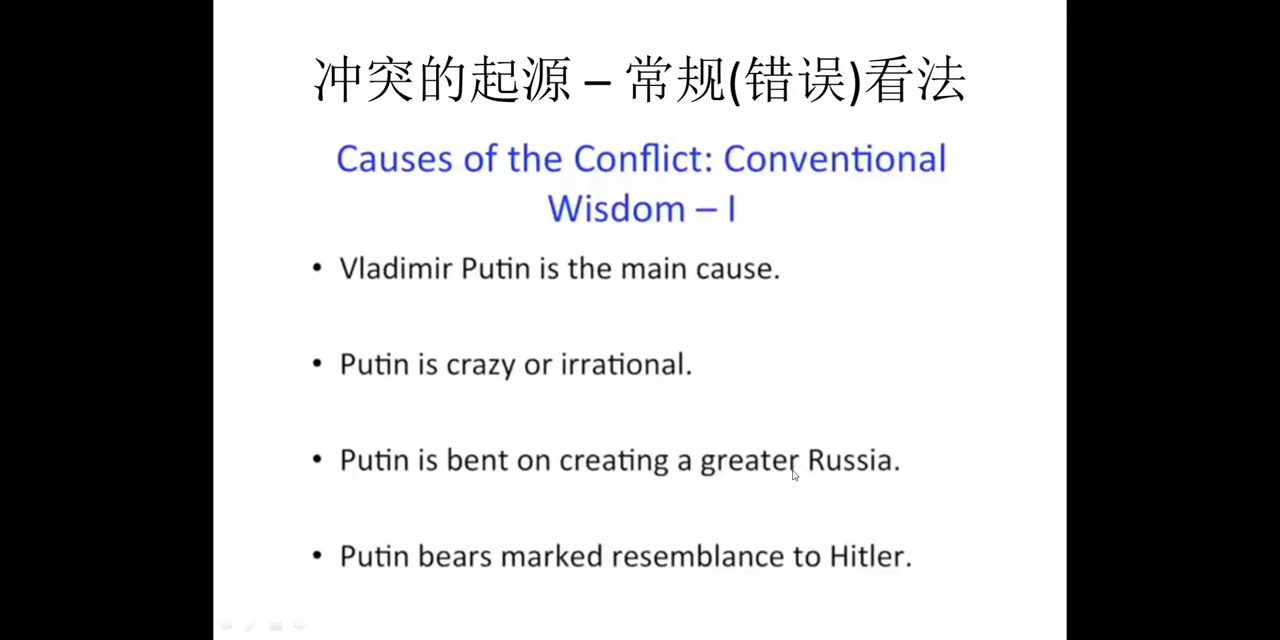 冲突的起源 – 常规(错误)看法
Causes of the Conflict: Conventional
Wisdom – I
• Vladimir Putin is the main cause.
• Putin is crazy or irrational.
• Putin is bent on creating a greater Russia.
• Putin bears marked resemblance to Hitler.